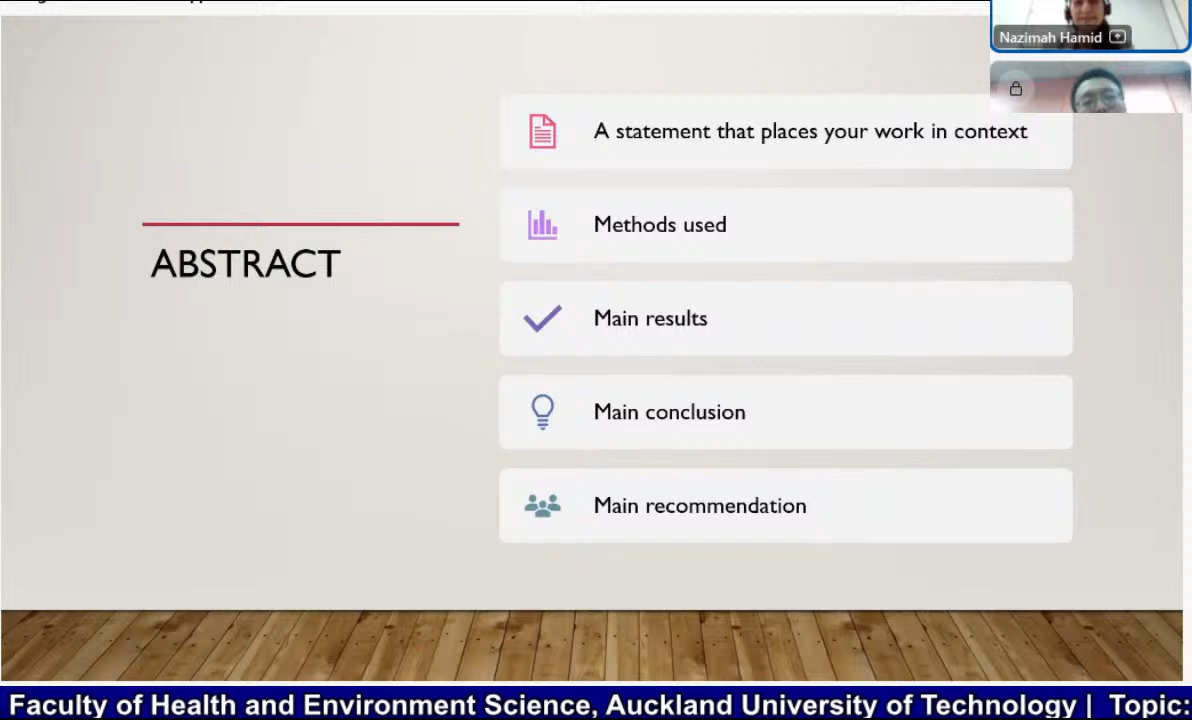 Nazimah Hamid
A statement that places your work in context
Methods used
ABSTRACT
Main results
Main conclusion
Main recommendation
Faculty of Health and Environment Science, Auckland University of Technology | Topic: